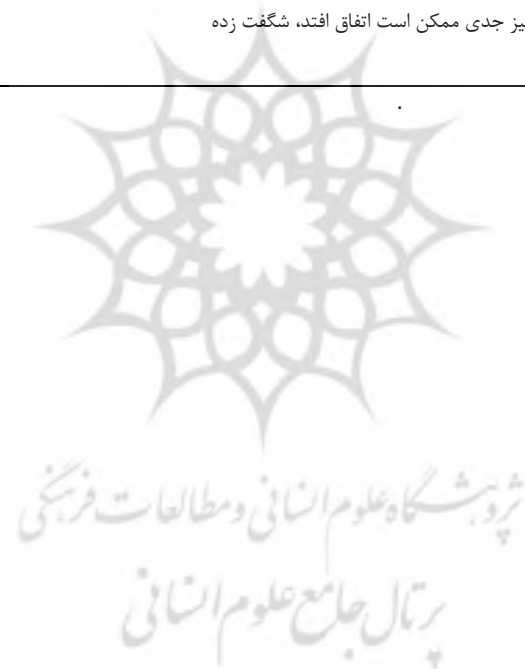 یز جدی ممکن است اتفاق افتد، شگفت زده
.
پژوهشگاه علوم انسانی و مطالعات فرهنگی
پرتال جامع علوم انسانی